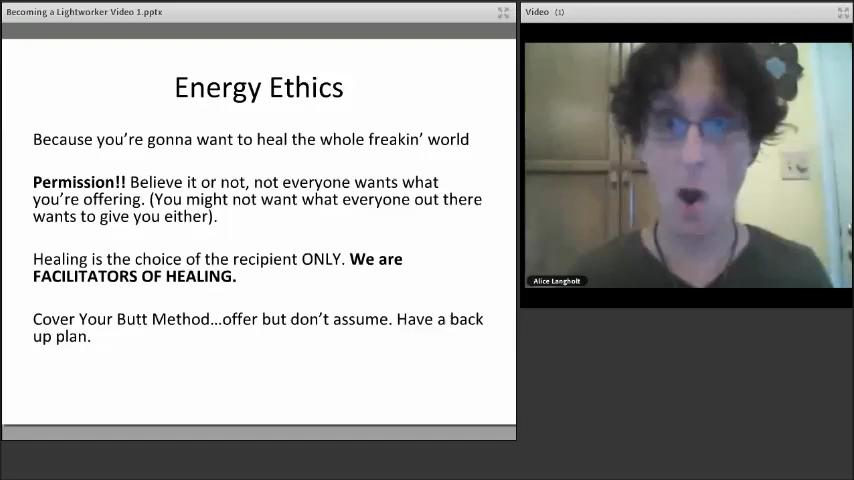 Becoming a Lightworker Video 1.pptx
Video (1)
Energy Ethics
Because you're gonna want to heal the whole freakin' world
Permission!! Believe it or not, not everyone wants what
you're offering. (You might not want what everyone out there
wants to give you either).
Healing is the choice of the recipient ONLY. We are
FACILITATORS OF HEALING.
Cover Your Butt Method...offer but don't assume. Have a back
up plan.
Alice Langholt